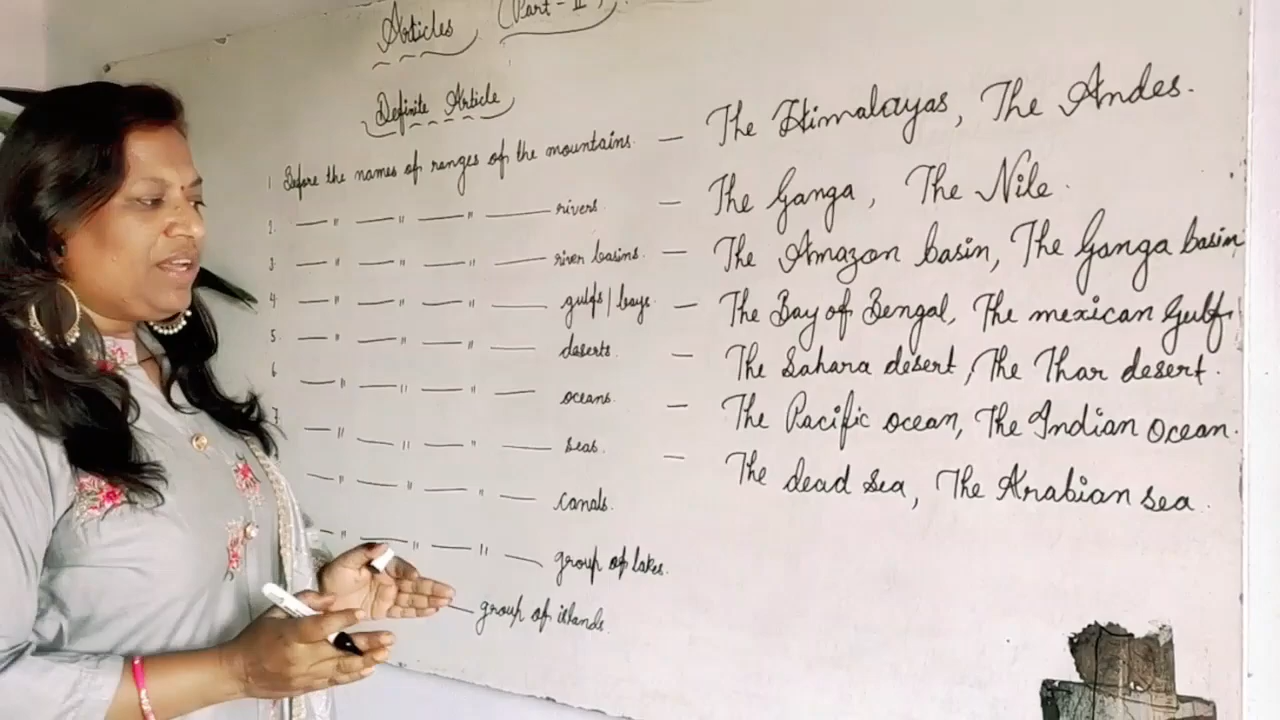 Articles (Part - II)
Definite Article
1 Before the names of ranges of the mountains. — The Himalayas, The Andes.
2. — " — " — " — rivers. — The Ganga, The Nile.
3 — " — " — " — river basins. — The Amazon basin, The Ganga basin,
4 — " — " — " — gulfs/bays. — The Bay of Bengal, The mexican Gulf.
5. — " — " — " — deserts. — The Sahara desert, The Thar desert.
6 — " — " — " — oceans. — The Pacific ocean, The Indian ocean.
7 — " — " — " — seas. — The dead sea, The Arabian sea.
— " — " — " — canals.
— " — " — " — group of lakes.
— group of islands.